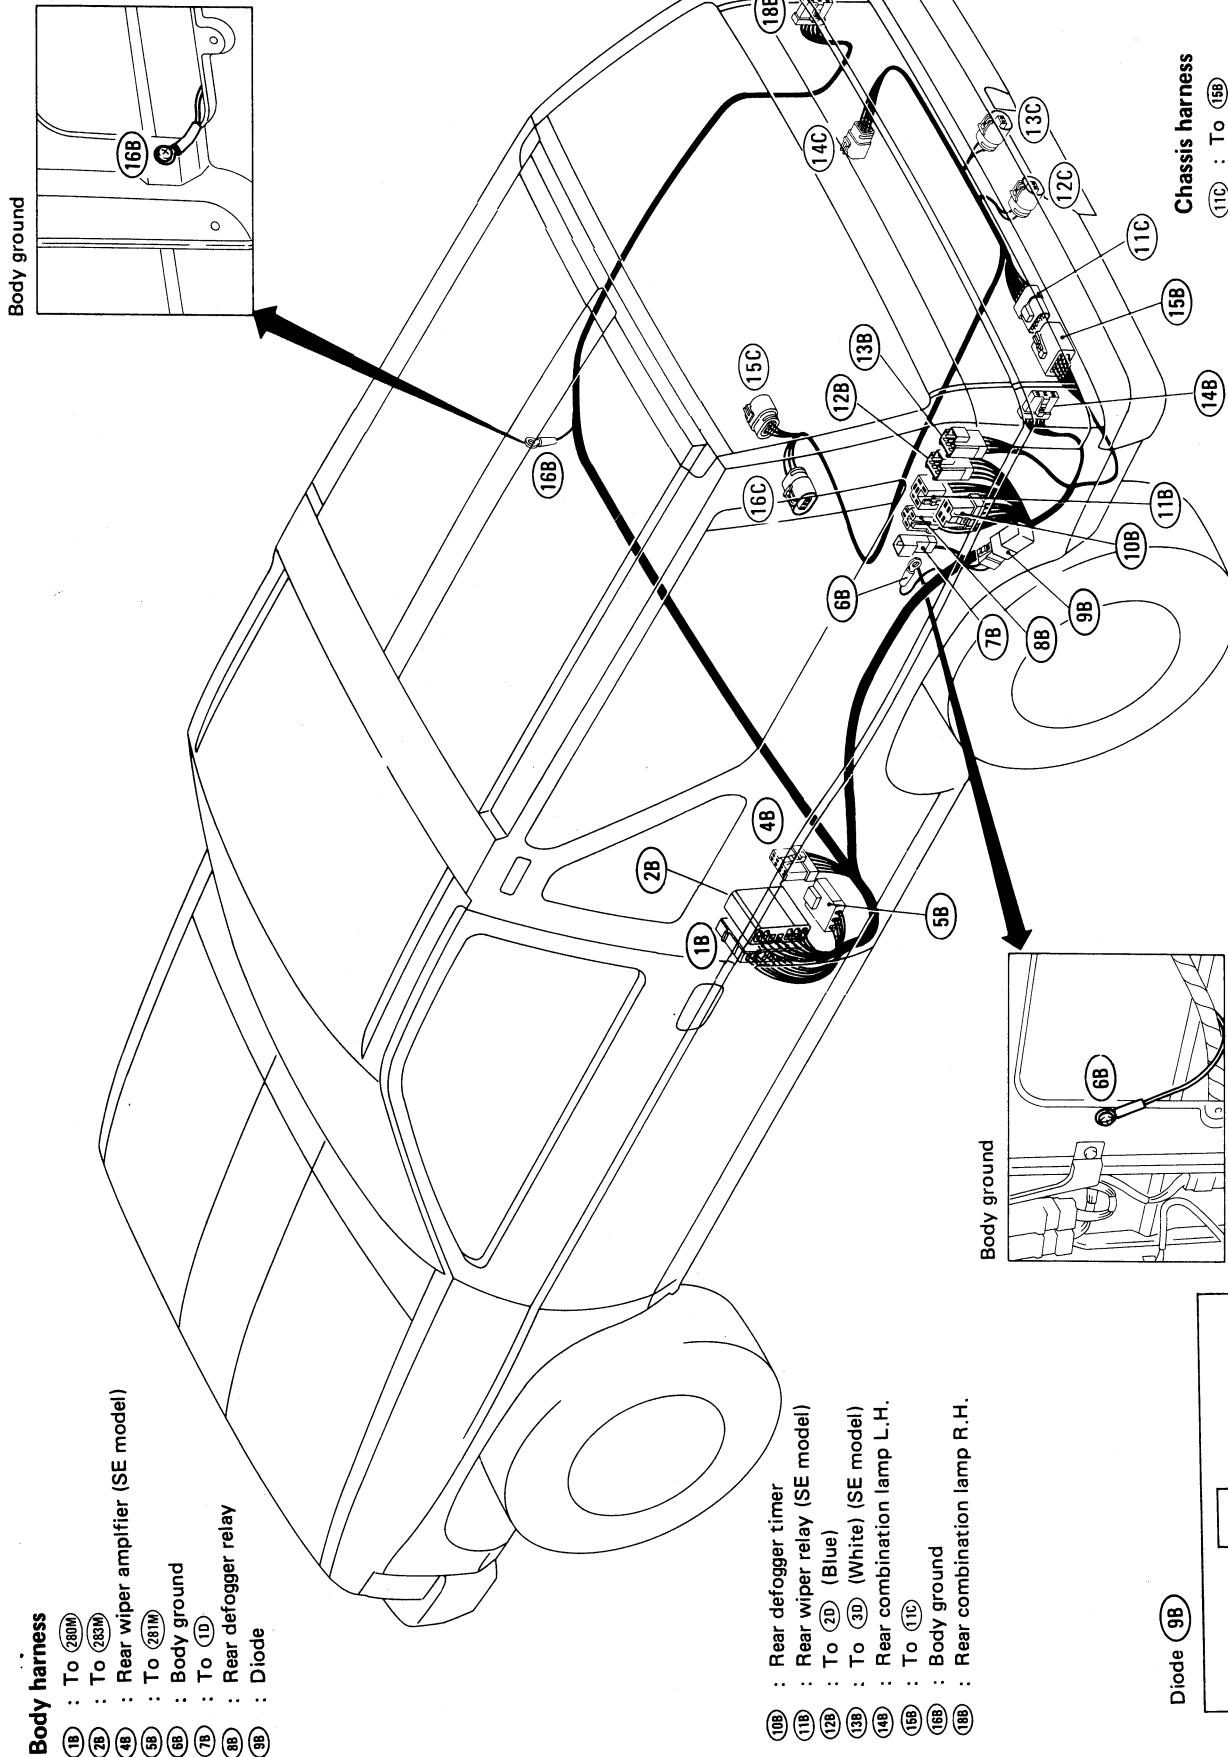 Body harness
1B : To 280M
2B : To 283M
4B : Rear wiper amplfier (SE model)
5B : To 281M
6B : Body ground
7B : To 1D
8B : Rear defogger relay
9B : Diode
10B : Rear defogger timer
11B : Rear wiper relay (SE model)
12B : To 2D (Blue)
13B : To 3D (White) (SE model)
14B : Rear combination lamp L.H.
15B : To 11C
16B : Body ground
18B : Rear combination lamp R.H.
Diode 9B
Body ground
6B
Body ground
16B
16B
1B
2B
4B
5B
6B
7B
8B
9B
10B
11B
12B
13B
14B
15B
15C
16C
11C
12C
13C
14C
18B
Chassis harness
11C : To 15B